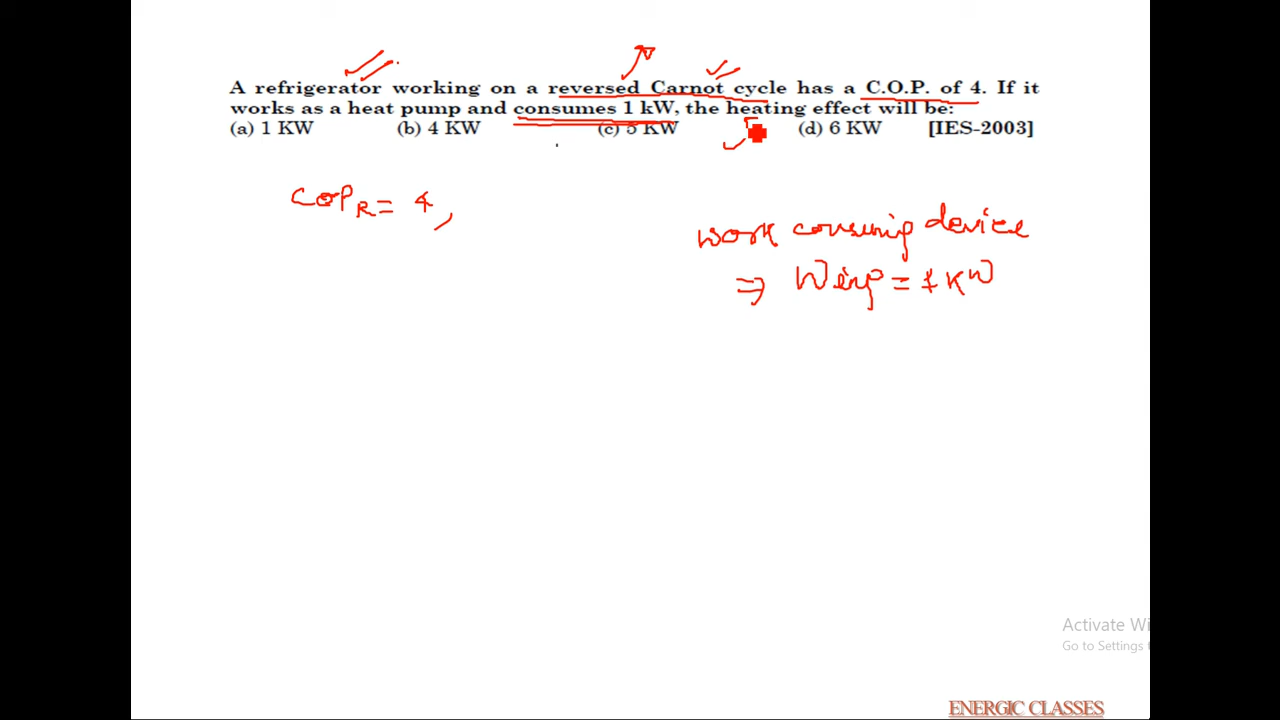 A refrigerator working on a reversed Carnot cycle has a C.O.P. of 4. If it
works as a heat pump and consumes 1 kW, the heating effect will be:
(a) 1 KW (b) 4 KW (c) 5 KW (d) 6 KW [IES-2003]
COP_R = 4,
work consuming device
⇒ Winp = 1 KW
Activate Wi
Go to Settings t
ENERGIC CLASSES